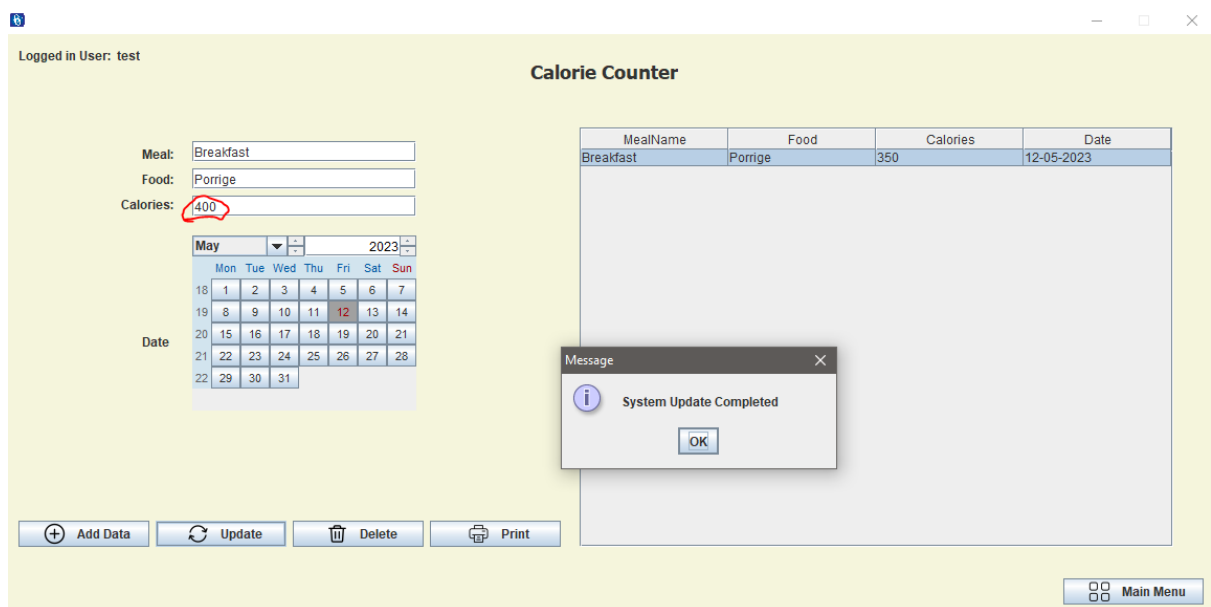 Logged in User: test
Calorie Counter
Meal: Breakfast
Food: Porrige
Calories: 400
May 2023
Mon Tue Wed Thu Fri Sat Sun
18 1 2 3 4 5 6 7
19 8 9 10 11 12 13 14
20 15 16 17 18 19 20 21
21 22 23 24 25 26 27 28
22 29 30 31
Date
MealName Food Calories Date
Breakfast Porrige 350 12-05-2023
Message
System Update Completed
OK
Add Data Update Delete Print
Main Menu